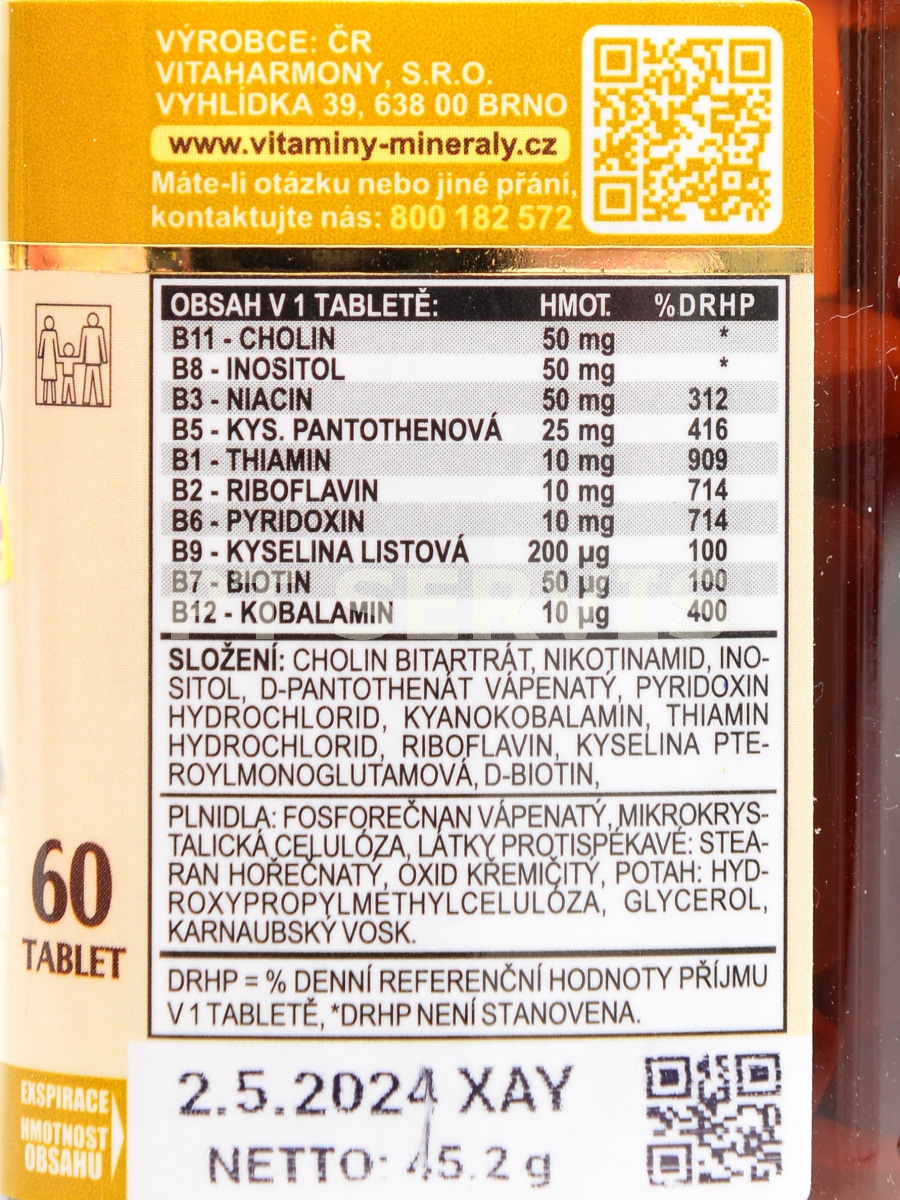 VÝROBCE: ČR
VITAHARMONY, S.R.O.
VYHLÍDKA 39, 638 00 BRNO
www.vitaminy-mineraly.cz
Máte-li otázku nebo jiné přání,
kontaktujte nás: 800 182 572
OBSAH V 1 TABLETĚ: HMOT. %DRHP
B11 - CHOLIN 50 mg *
B8 - INOSITOL 50 mg *
B3 - NIACIN 50 mg 312
B5 - KYS. PANTOTHENOVÁ 25 mg 416
B1 - THIAMIN 10 mg 909
B2 - RIBOFLAVIN 10 mg 714
B6 - PYRIDOXIN 10 mg 714
B9 - KYSELINA LISTOVÁ 200 µg 100
B7 - BIOTIN 50 µg 100
B12 - KOBALAMIN 10 µg 400
SLOŽENÍ: CHOLIN BITARTRÁT, NIKOTINAMID, INO-
SITOL, D-PANTOTHENÁT VÁPENATÝ, PYRIDOXIN
HYDROCHLORID, KYANOKOBALAMIN, THIAMIN
HYDROCHLORID, RIBOFLAVIN, KYSELINA PTE-
ROYLMONOGLUTAMOVÁ, D-BIOTIN,
PLNIDLA: FOSFOREČNAN VÁPENATÝ, MIKROKRYS-
TALICKÁ CELULÓZA, LÁTKY PROTISPÉKAVÉ: STEA-
RAN HOŘEČNATÝ, OXID KŘEMIČITÝ, POTAH: HYD-
ROXYPROPYLMETHYLCELULÓZA, GLYCEROL,
KARNAUBSKÝ VOSK.
DRHP = % DENNÍ REFERENČNÍ HODNOTY PŘÍJMU
V 1 TABLETĚ, *DRHP NENÍ STANOVENA.
60
TABLET
EXSPIRACE
HMOTNOST
OBSAHU
2.5.2024 XAY
NETTO: 45.2 g